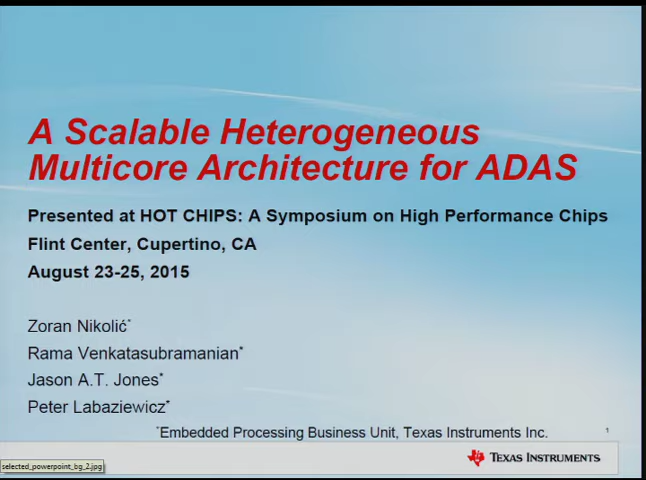 A Scalable Heterogeneous
Multicore Architecture for ADAS
Presented at HOT CHIPS: A Symposium on High Performance Chips
Flint Center, Cupertino, CA
August 23-25, 2015
Zoran Nikolić*
Rama Venkatasubramanian*
Jason A.T. Jones*
Peter Labaziewicz*
*Embedded Processing Business Unit, Texas Instruments Inc.
1
selected_powerpoint_bg_2.jpg
TEXAS INSTRUMENTS